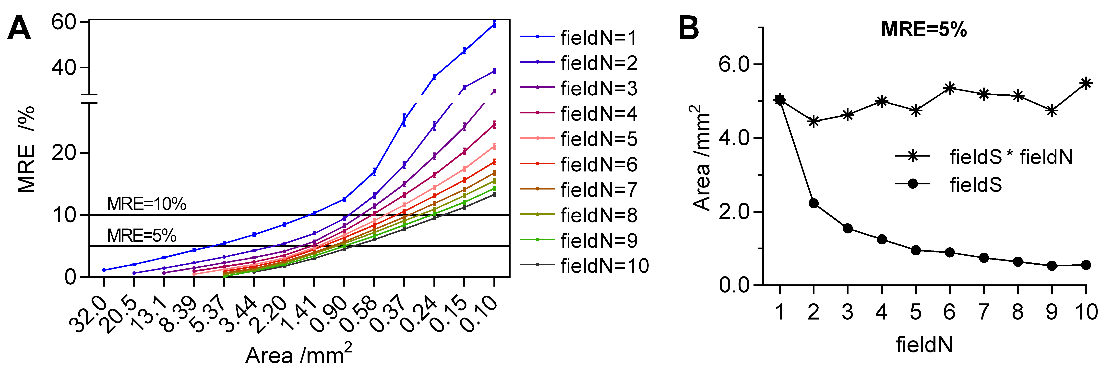 A
60
40
20
10
0
MRE /%
MRE=10%
MRE=5%
32.0
20.5
13.1
8.39
5.37
3.44
2.20
1.41
0.90
0.58
0.37
0.24
0.15
0.10
Area /mm²
fieldN=1
fieldN=2
fieldN=3
fieldN=4
fieldN=5
fieldN=6
fieldN=7
fieldN=8
fieldN=9
fieldN=10
B
MRE=5%
6.0
4.0
2.0
0.0
Area /mm²
fieldS * fieldN
fieldS
1 2 3 4 5 6 7 8 9 10
fieldN